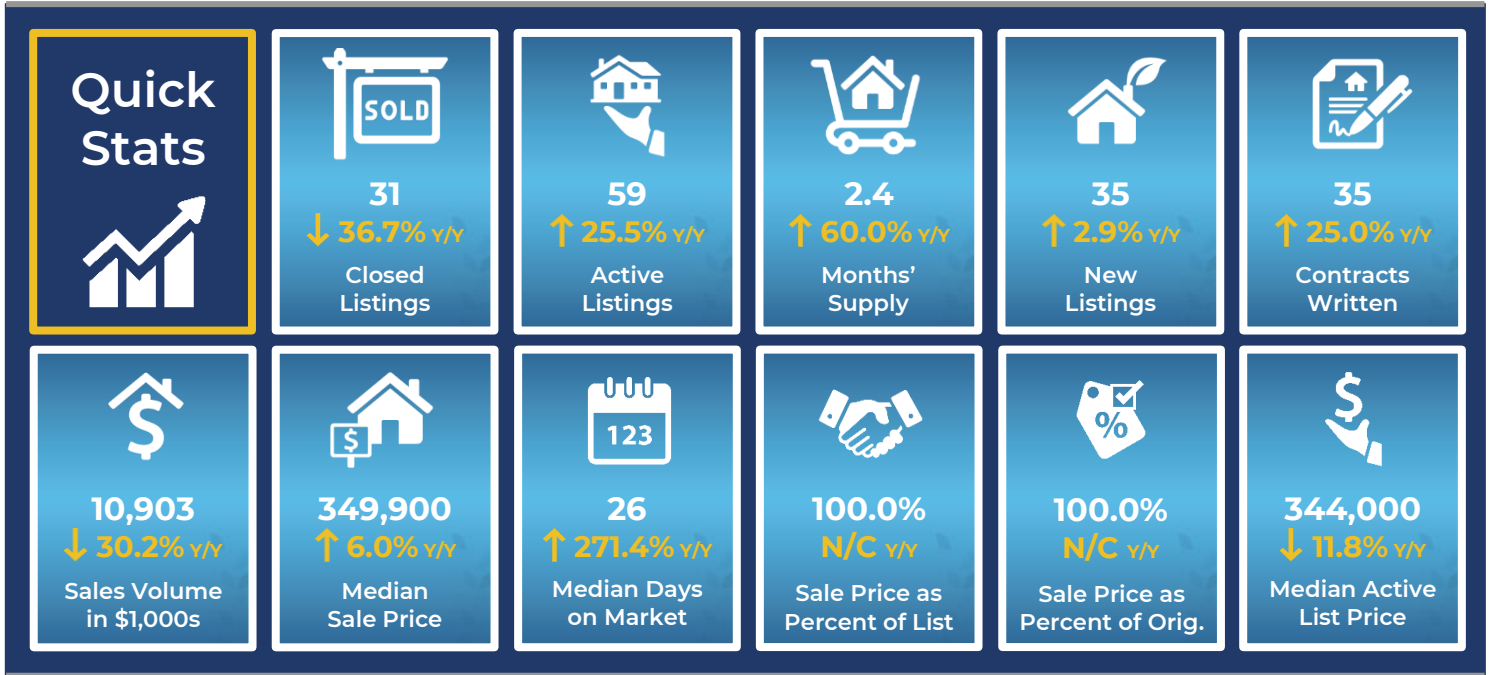 Quick
Stats
SOLD
31
↓ 36.7% Y/Y
Closed
Listings
59
↑ 25.5% Y/Y
Active
Listings
2.4
↑ 60.0% Y/Y
Months’
Supply
35
↑ 2.9% Y/Y
New
Listings
35
↑ 25.0% Y/Y
Contracts
Written
$
10,903
↓ 30.2% Y/Y
Sales Volume
in $1,000s
$
349,900
↑ 6.0% Y/Y
Median
Sale Price
123
26
↑ 271.4% Y/Y
Median Days
on Market
100.0%
N/C Y/Y
Sale Price as
Percent of List
%
100.0%
N/C Y/Y
Sale Price as
Percent of Orig.
$
344,000
↓ 11.8% Y/Y
Median Active
List Price